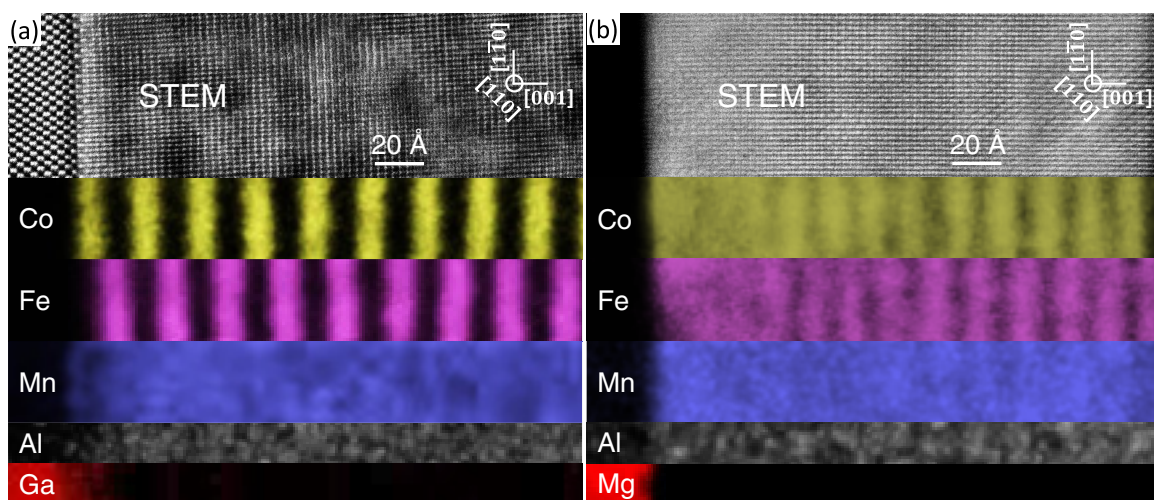 (a)
STEM
[11̅0]
[110]
[001]
20 Å
Co
Fe
Mn
Al
Ga
(b)
STEM
[11̅0]
[110]
[001]
20 Å
Co
Fe
Mn
Al
Mg